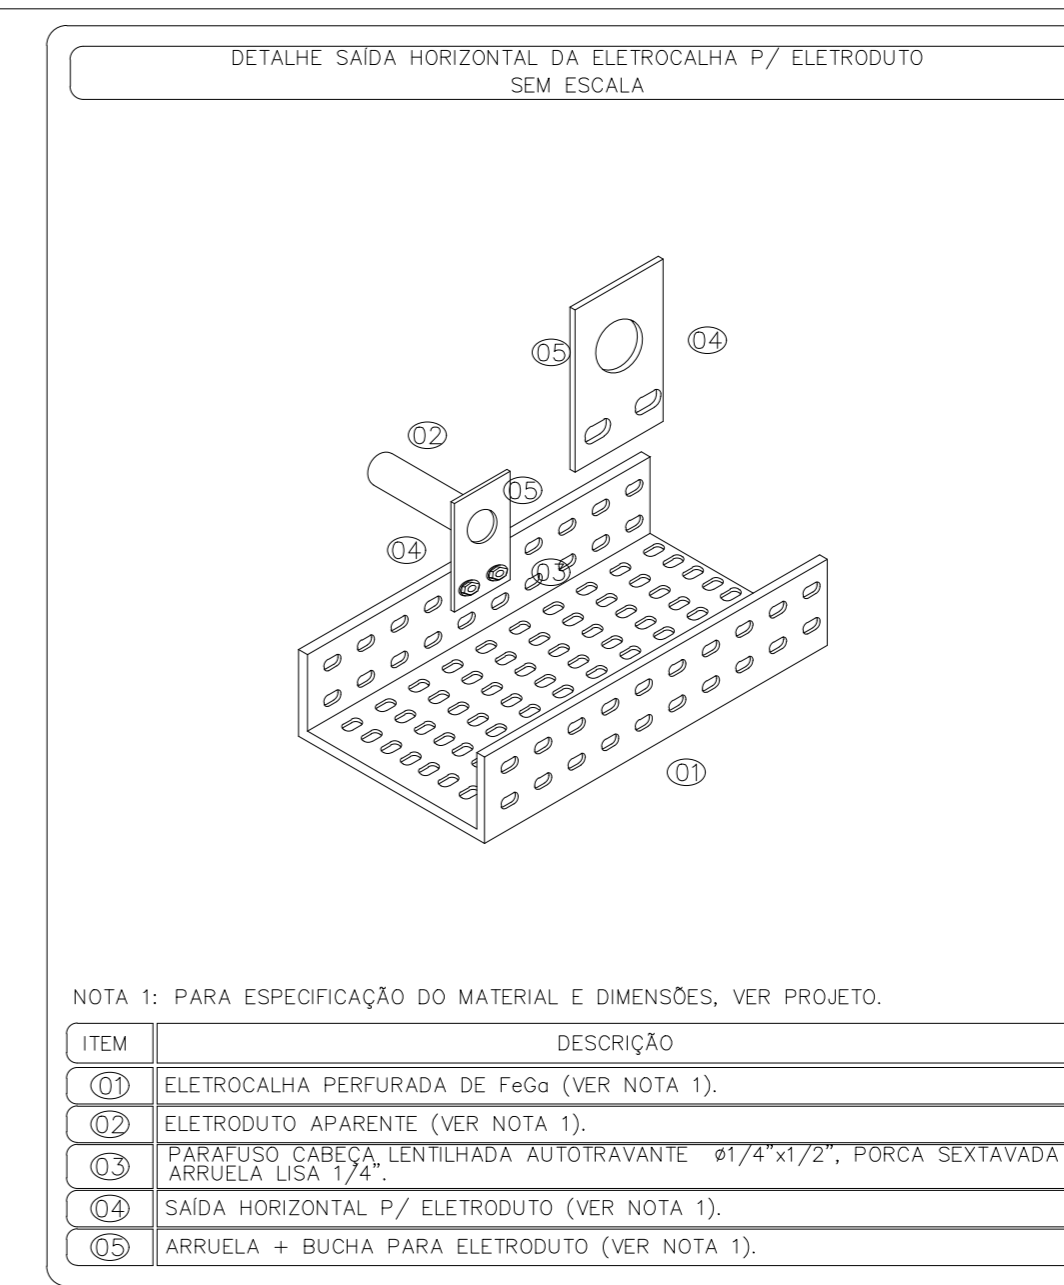 DETALHE SAÍDA HORIZONTAL DA ELETROCALHA P/ ELETRODUTO
SEM ESCALA
04
05
02
05
04
03
01
NOTA 1: PARA ESPECIFICAÇÃO DO MATERIAL E DIMENSÕES, VER PROJETO.
ITEM DESCRIÇÃO
01 ELETROCALHA PERFURADA DE FeGa (VER NOTA 1).
02 ELETRODUTO APARENTE (VER NOTA 1).
03 PARAFUSO CABEÇA LENTILHADA AUTOTRAVANTE ø1/4"x1/2", PORCA SEXTAVADA
ARRUELA LISA 1/4".
04 SAÍDA HORIZONTAL P/ ELETRODUTO (VER NOTA 1).
05 ARRUELA + BUCHA PARA ELETRODUTO (VER NOTA 1).